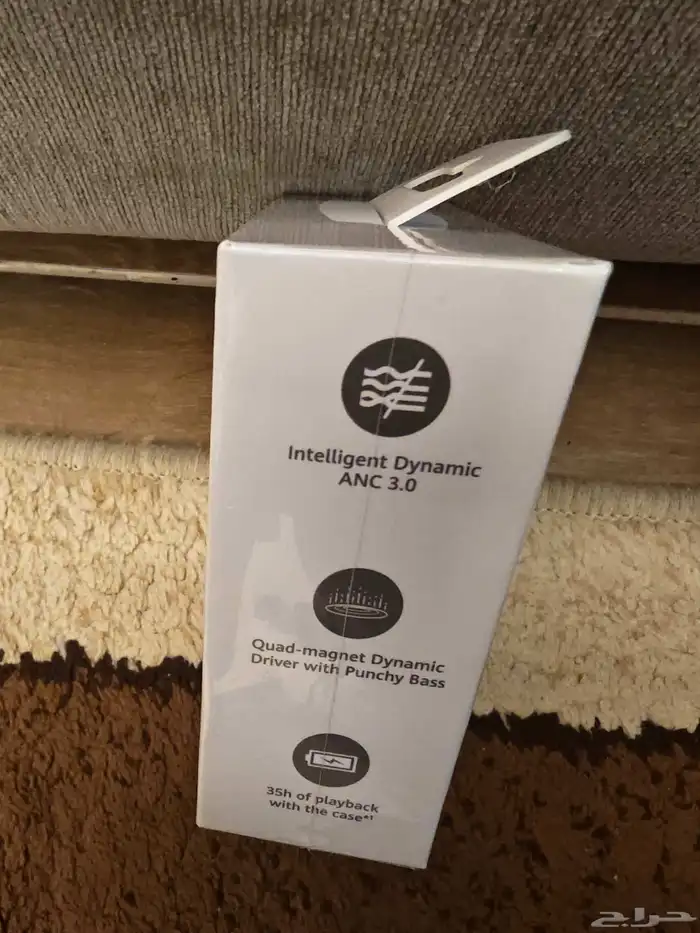 Intelligent Dynamic
ANC 3.0
Quad-magnet Dynamic
Driver with Punchy Bass
35h of playback
with the case*¹
حراج